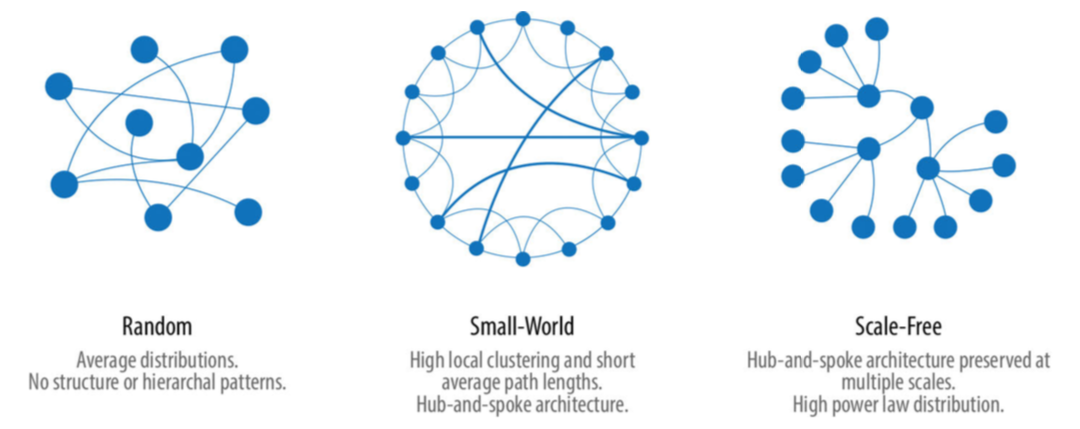 Random
Average distributions.
No structure or hierarchal patterns.
Small-World
High local clustering and short
average path lengths.
Hub-and-spoke architecture.
Scale-Free
Hub-and-spoke architecture preserved at
multiple scales.
High power law distribution.